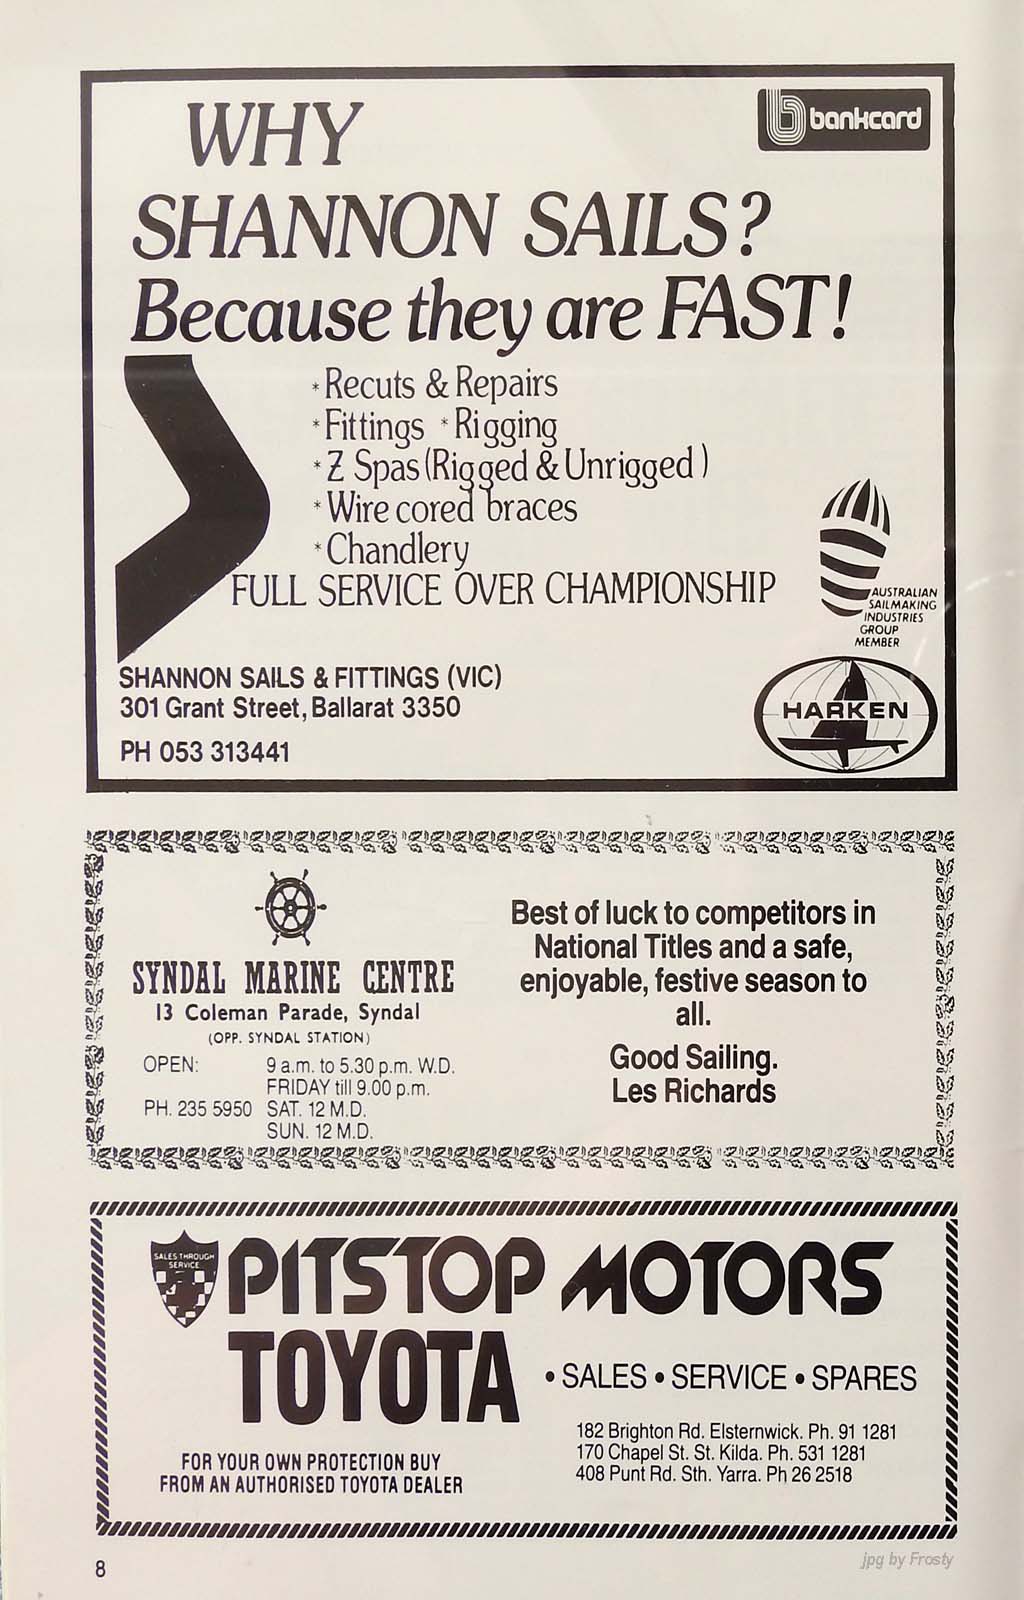 WHY
bankcard
SHANNON SAILS?
Because they are FAST!
* Recuts & Repairs
* Fittings * Rigging
* Z Spas (Rigged & Unrigged)
* Wire cored braces
* Chandlery
FULL SERVICE OVER CHAMPIONSHIP
AUSTRALIAN
SAILMAKING
INDUSTRIES
GROUP
MEMBER
SHANNON SAILS & FITTINGS (VIC)
301 Grant Street, Ballarat 3350
PH 053 313441
HARKEN
SYNDAL MARINE CENTRE
13 Coleman Parade, Syndal
(OPP. SYNDAL STATION)
OPEN: 9 a.m. to 5.30 p.m. W.D.
FRIDAY till 9.00 p.m.
PH. 235 5950 SAT. 12 M.D.
SUN. 12 M.D.
Best of luck to competitors in
National Titles and a safe,
enjoyable, festive season to
all.
Good Sailing.
Les Richards
SALES THROUGH
SERVICE
PITSTOP MOTORS
TOYOTA
• SALES • SERVICE • SPARES
FOR YOUR OWN PROTECTION BUY
FROM AN AUTHORISED TOYOTA DEALER
182 Brighton Rd. Elsternwick. Ph. 91 1281
170 Chapel St. St. Kilda. Ph. 531 1281
408 Punt Rd. Sth. Yarra. Ph 26 2518
8
jpg by Frosty